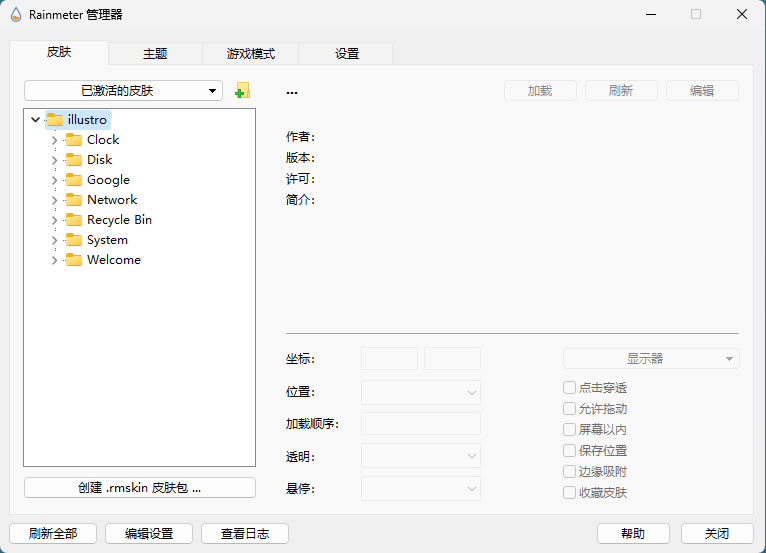 Rainmeter 管理器
皮肤 主题 游戏模式 设置
已激活的皮肤 ... 加载 刷新 编辑
illustro
Clock
Disk
Google
Network
Recycle Bin
System
Welcome
作者：
版本：
许可：
简介：
坐标： 显示器
位置：
加载顺序：
透明：
悬停：
点击穿透
允许拖动
屏幕以内
保存位置
边缘吸附
收藏皮肤
创建 .rmskin 皮肤包 ...
刷新全部 编辑设置 查看日志 帮助 关闭